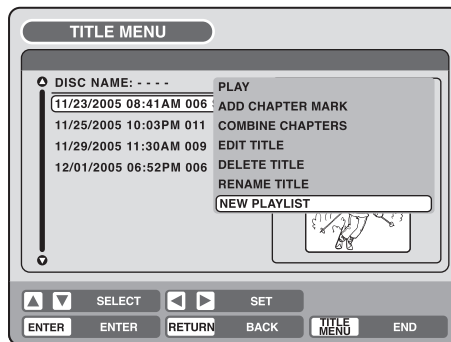 TITLE MENU
DISC NAME: - - - -
11/23/2005 08:41AM 006
11/25/2005 10:03PM 011
11/29/2005 11:30AM 009
12/01/2005 06:52PM 006
PLAY
ADD CHAPTER MARK
COMBINE CHAPTERS
EDIT TITLE
DELETE TITLE
RENAME TITLE
NEW PLAYLIST
SELECT SET
ENTER ENTER RETURN BACK TITLE MENU END